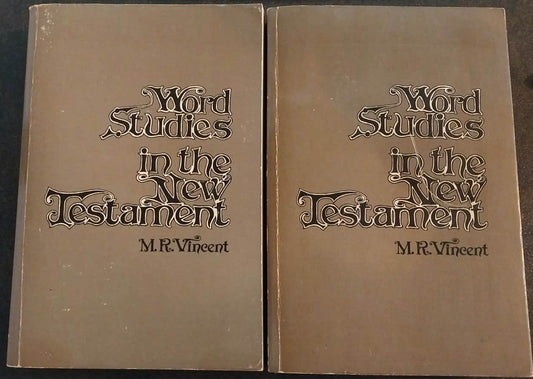 Word
Studies
in the
New
Testament
M. R. Vincent
Word
Studies
in the
New
Testament
M. R. Vincent